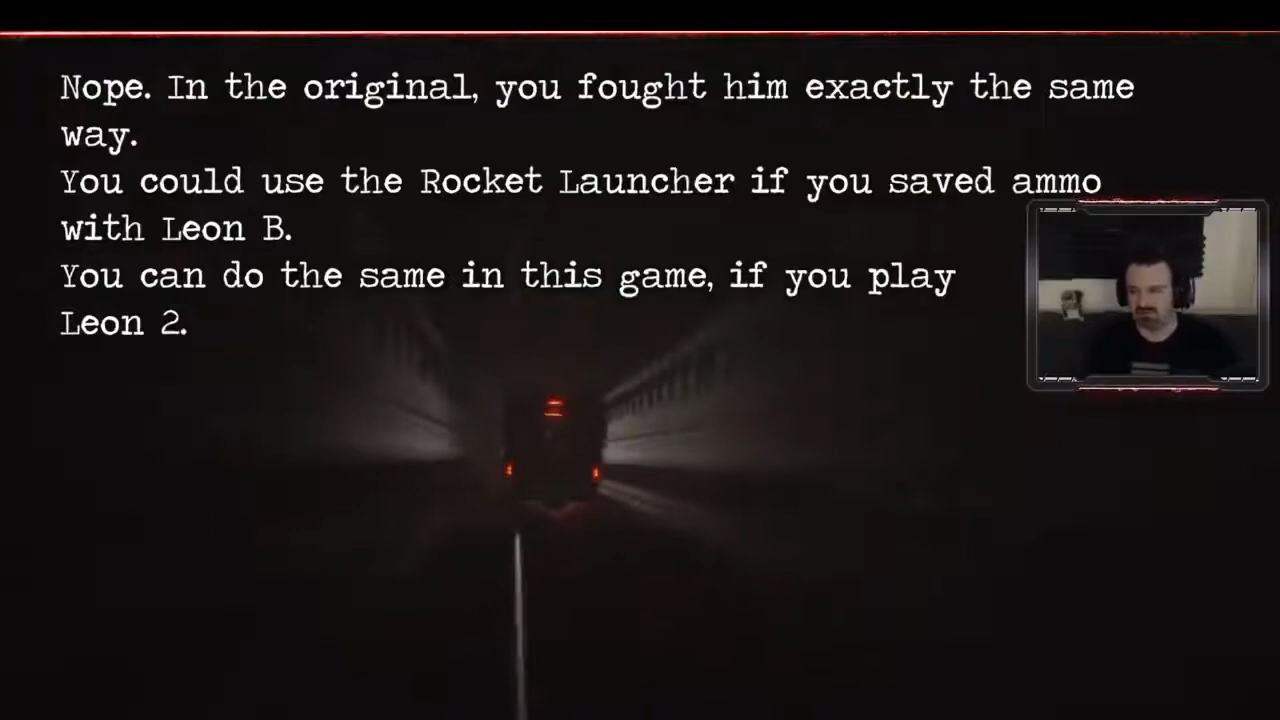 Nope. In the original, you fought him exactly the same
way.
You could use the Rocket Launcher if you saved ammo
with Leon B.
You can do the same in this game, if you play
Leon 2.